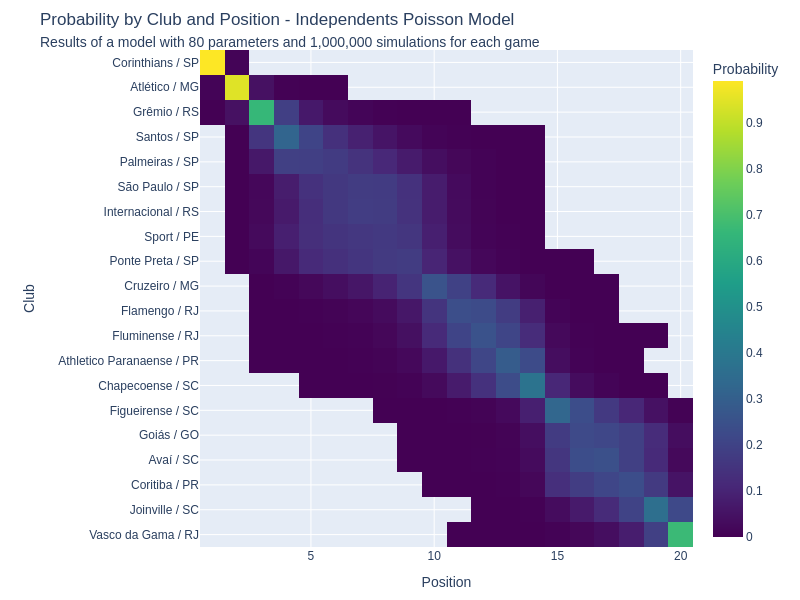 Probability by Club and Position - Independents Poisson Model
Results of a model with 80 parameters and 1,000,000 simulations for each game
Probability
Corinthians / SP
Atlético / MG
Grêmio / RS
Santos / SP
Palmeiras / SP
São Paulo / SP
Internacional / RS
Sport / PE
Ponte Preta / SP
Cruzeiro / MG
Flamengo / RJ
Fluminense / RJ
Athletico Paranaense / PR
Chapecoense / SC
Figueirense / SC
Goiás / GO
Avaí / SC
Coritiba / PR
Joinville / SC
Vasco da Gama / RJ
Club
5
10
15
20
Position
0.9
0.8
0.7
0.6
0.5
0.4
0.3
0.2
0.1
0